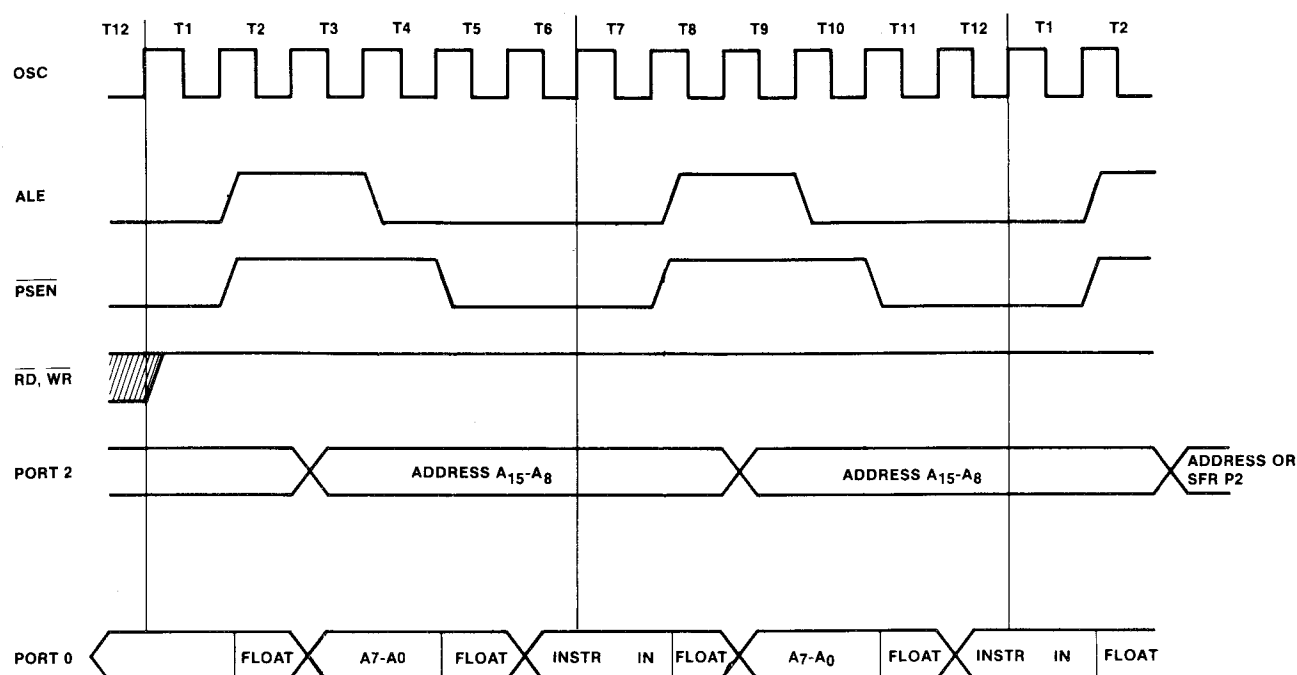 T12 T1 T2 T3 T4 T5 T6 T7 T8 T9 T10 T11 T12 T1 T2
OSC
ALE
PSEN
RD, WR
PORT 2 ADDRESS A15-A8 ADDRESS A15-A8 ADDRESS OR
SFR P2
PORT 0 FLOAT A7-A0 FLOAT INSTR IN FLOAT A7-A0 FLOAT INSTR IN FLOAT